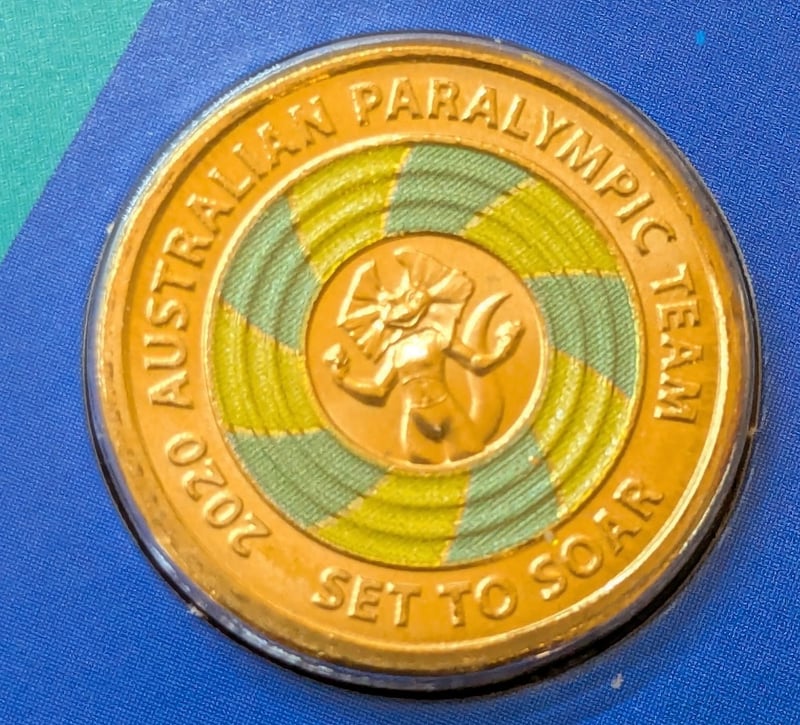 2020 AUSTRALIAN PARALYMPIC TEAM
SET TO SOAR